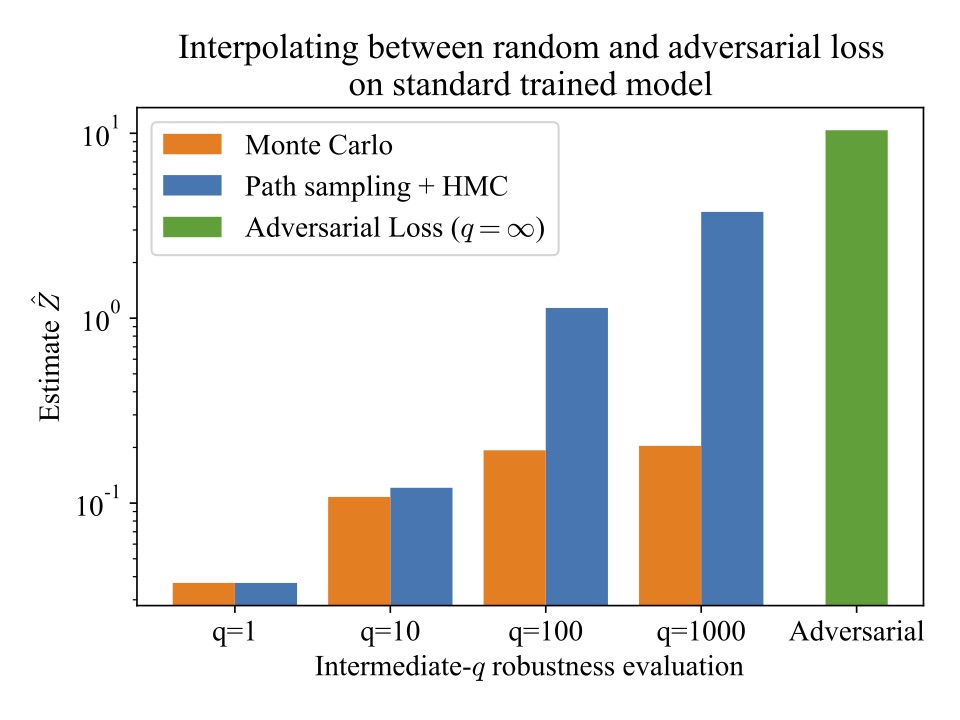 Interpolating between random and adversarial loss
on standard trained model
Monte Carlo
Path sampling + HMC
Adversarial Loss (q = ∞)
Estimate Ẑ
10¹
10⁰
10⁻¹
q=1
q=10
q=100
q=1000
Adversarial
Intermediate-q robustness evaluation